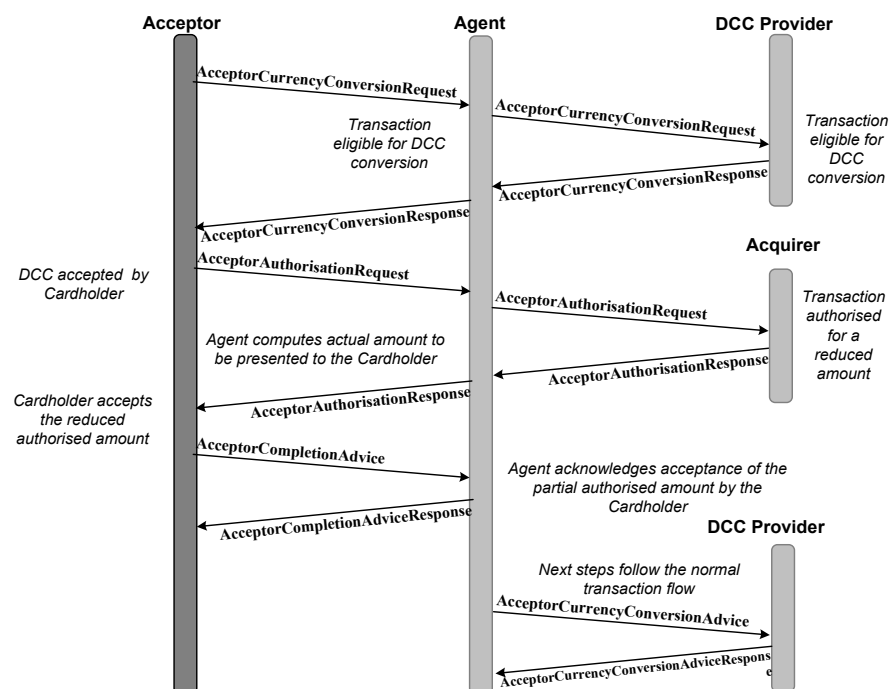 Acceptor
Agent
DCC Provider
AcceptorCurrencyConversionRequest
AcceptorCurrencyConversionRequest
Transaction
eligible for DCC
conversion
Transaction
eligible for
DCC
conversion
AcceptorCurrencyConversionResponse
AcceptorCurrencyConversionResponse
Acquirer
AcceptorAuthorisationRequest
DCC accepted by
Cardholder
AcceptorAuthorisationRequest
Transaction
authorised
for a
reduced
amount
Agent computes actual amount to
be presented to the Cardholder
AcceptorAuthorisationResponse
AcceptorAuthorisationResponse
Cardholder accepts
the reduced
authorised amount
AcceptorCompletionAdvice
Agent acknowledges acceptance of the
partial authorised amount by the
Cardholder
AcceptorCompletionAdviceResponse
DCC Provider
Next steps follow the normal
transaction flow
AcceptorCurrencyConversionAdvice
AcceptorCurrencyConversionAdviceRespons
e